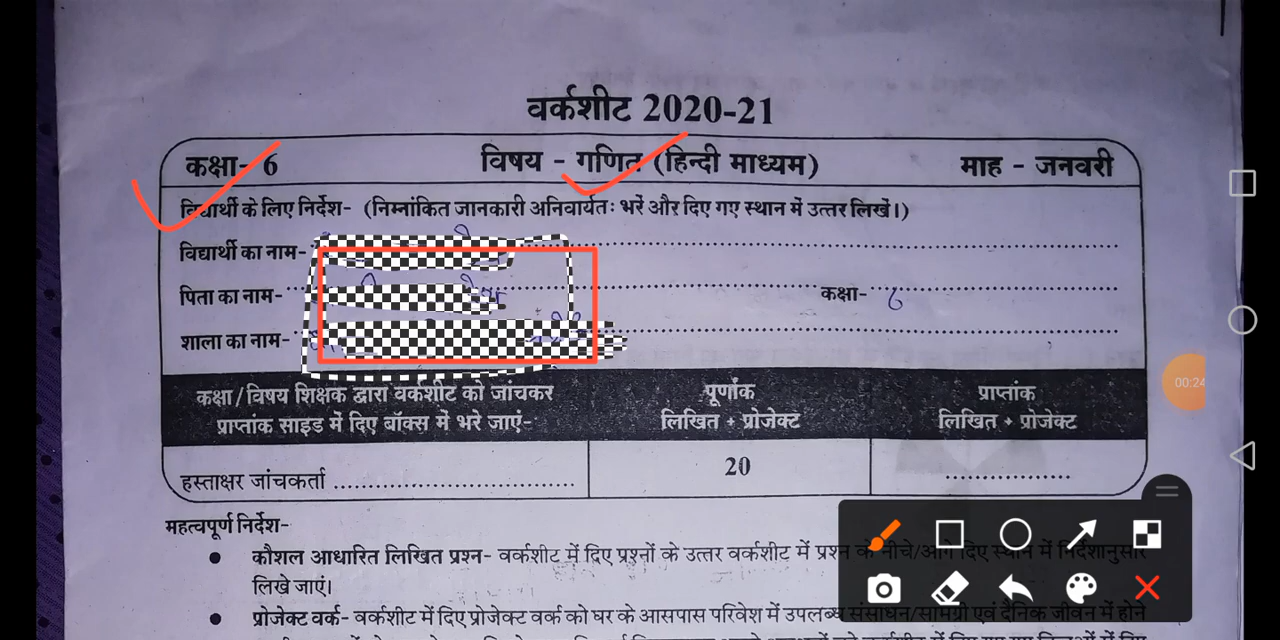 वर्कशीट 2020-21
कक्षा- 6 विषय - गणित (हिन्दी माध्यम) माह - जनवरी
विद्यार्थी के लिए निर्देश- (निम्नांकित जानकारी अनिवार्यतः भरें और दिए गए स्थान में उत्तर लिखें।)
विद्यार्थी का नाम-
पिता का नाम- कक्षा- 6
शाला का नाम-
कक्षा/विषय शिक्षक द्वारा वर्कशीट को जांचकर पूर्णांक प्राप्तांक
प्राप्तांक साइड में दिए बॉक्स में भरे जाएं- लिखित + प्रोजेक्ट लिखित + प्रोजेक्ट
00:24
20
हस्ताक्षर जांचकर्ता
महत्वपूर्ण निर्देश-
कौशल आधारित लिखित प्रश्न- वर्कशीट में दिए प्रश्नों के उत्तर वर्कशीट में प्रश्न के नीचे/आगे दिए स्थान में निर्देशानुसार
लिखे जाएं।
प्रोजेक्ट वर्क- वर्कशीट में दिए प्रोजेक्ट वर्क को घर के आसपास परिवेश में उपलब्ध संसाधन/सामग्री एवं दैनिक जीवन में होने